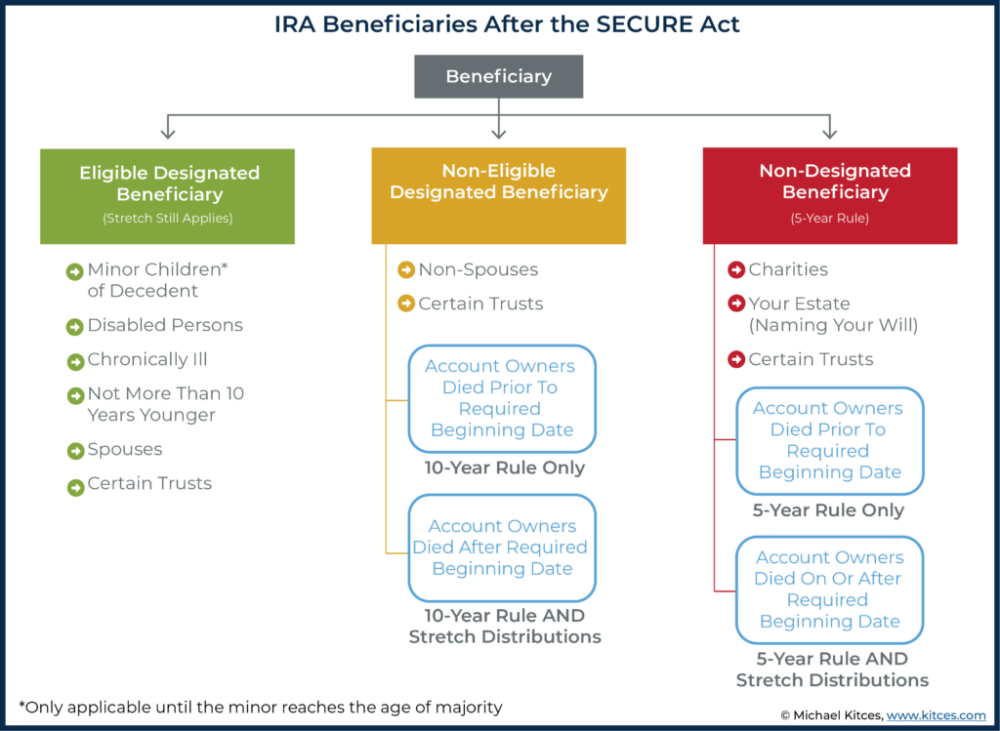 IRA Beneficiaries After the SECURE Act
Beneficiary
Eligible Designated
Beneficiary
(Stretch Still Applies)
Minor Children*
of Decedent
Disabled Persons
Chronically Ill
Not More Than 10
Years Younger
Spouses
Certain Trusts
Non-Eligible
Designated Beneficiary
Non-Spouses
Certain Trusts
Account Owners
Died Prior To
Required
Beginning Date
10-Year Rule Only
Account Owners
Died After Required
Beginning Date
10-Year Rule AND
Stretch Distributions
Non-Designated
Beneficiary
(5-Year Rule)
Charities
Your Estate
(Naming Your Will)
Certain Trusts
Account Owners
Died Prior To
Required
Beginning Date
5-Year Rule Only
Account Owners
Died On Or After
Required
Beginning Date
5-Year Rule AND
Stretch Distributions
*Only applicable until the minor reaches the age of majority
© Michael Kitces, www.kitces.com